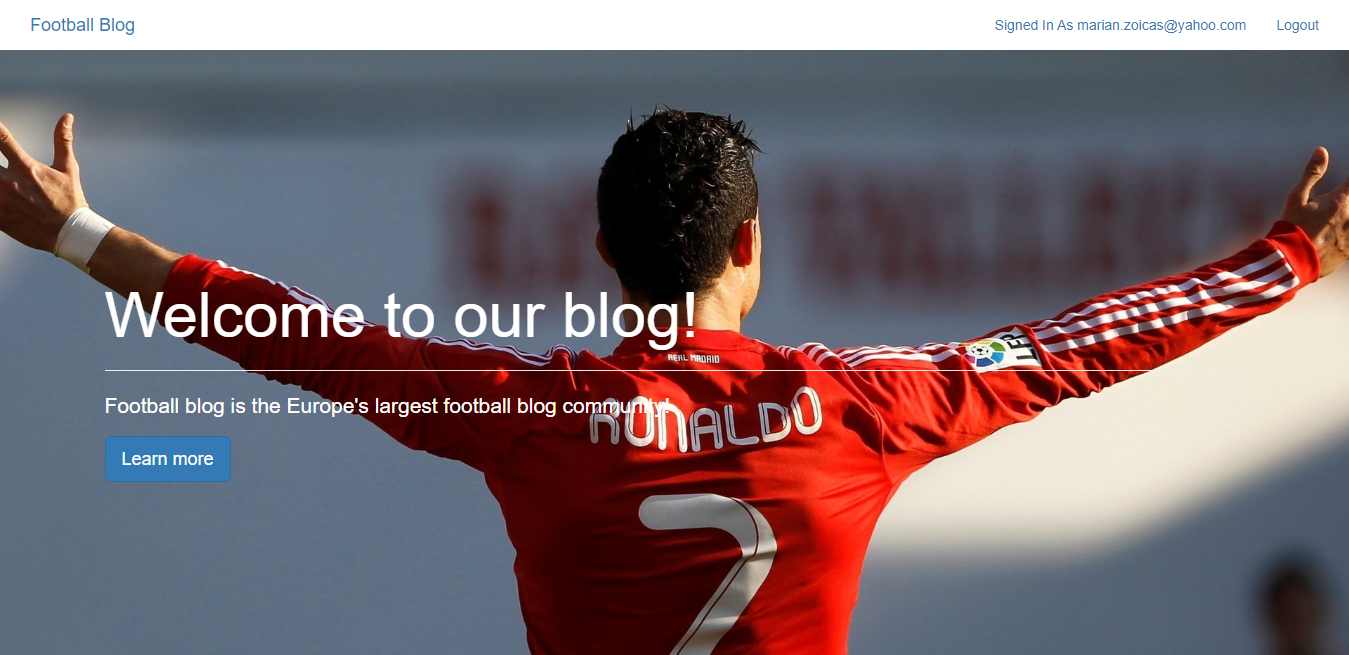 Football Blog
Signed In As marian.zoicas@yahoo.com
Logout
Welcome to our blog!
REAL MADRID
Football blog is the Europe's largest football blog community!
RONALDO
Learn more
7